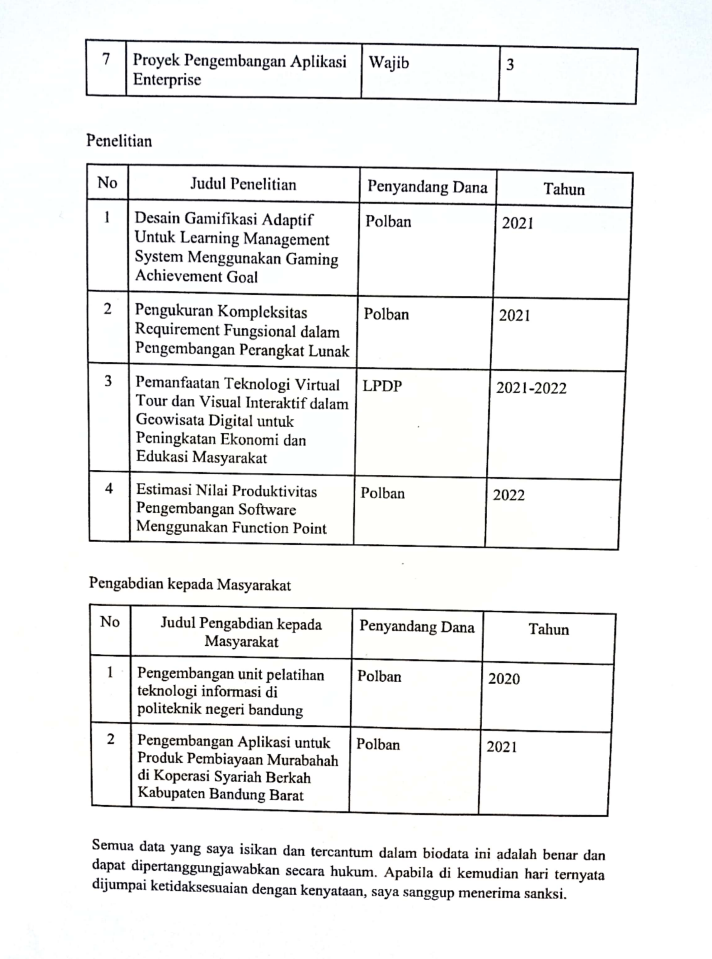 7 Proyek Pengembangan Aplikasi Wajib 3
Enterprise
Penelitian
No Judul Penelitian Penyandang Dana Tahun
1 Desain Gamifikasi Adaptif Polban 2021
Untuk Learning Management
System Menggunakan Gaming
Achievement Goal
2 Pengukuran Kompleksitas Polban 2021
Requirement Fungsional dalam
Pengembangan Perangkat Lunak
3 Pemanfaatan Teknologi Virtual LPDP 2021-2022
Tour dan Visual Interaktif dalam
Geowisata Digital untuk
Peningkatan Ekonomi dan
Edukasi Masyarakat
4 Estimasi Nilai Produktivitas Polban 2022
Pengembangan Software
Menggunakan Function Point
Pengabdian kepada Masyarakat
No Judul Pengabdian kepada Penyandang Dana Tahun
Masyarakat
1 Pengembangan unit pelatihan Polban 2020
teknologi informasi di
politeknik negeri bandung
2 Pengembangan Aplikasi untuk Polban 2021
Produk Pembiayaan Murabahah
di Koperasi Syariah Berkah
Kabupaten Bandung Barat
Semua data yang saya isikan dan tercantum dalam biodata ini adalah benar dan
dapat dipertanggungjawabkan secara hukum. Apabila di kemudian hari ternyata
dijumpai ketidaksesuaian dengan kenyataan, saya sanggup menerima sanksi.